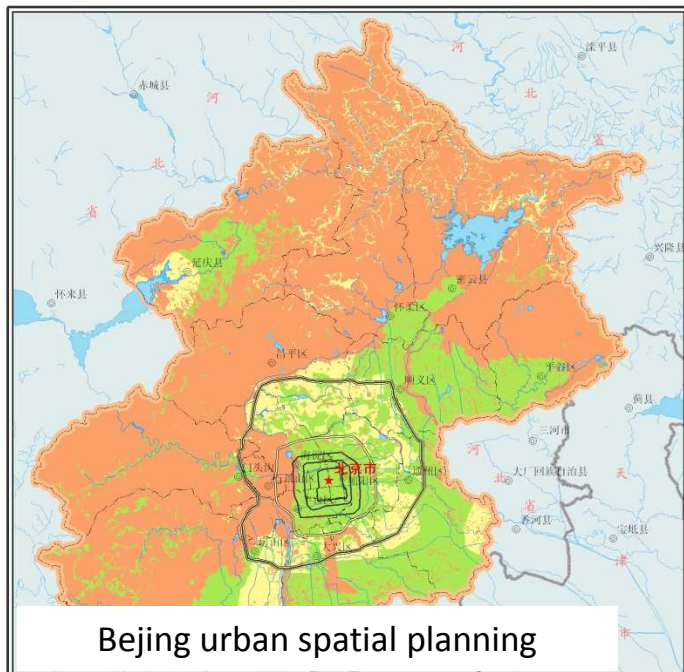 滦平县
河
赤城县
河
北
北
省
省
兴隆县
延庆县
密云县
怀来县
怀柔区
昌平区
平谷区
顺义区
蓟县
三河市
海淀区
河
门头沟
北京市
天
石景山区
朝阳区
通州区
北
大厂回族自治县
省
香河县
宝坻县
房山区
大兴区
津
市
Bejing urban spatial planning